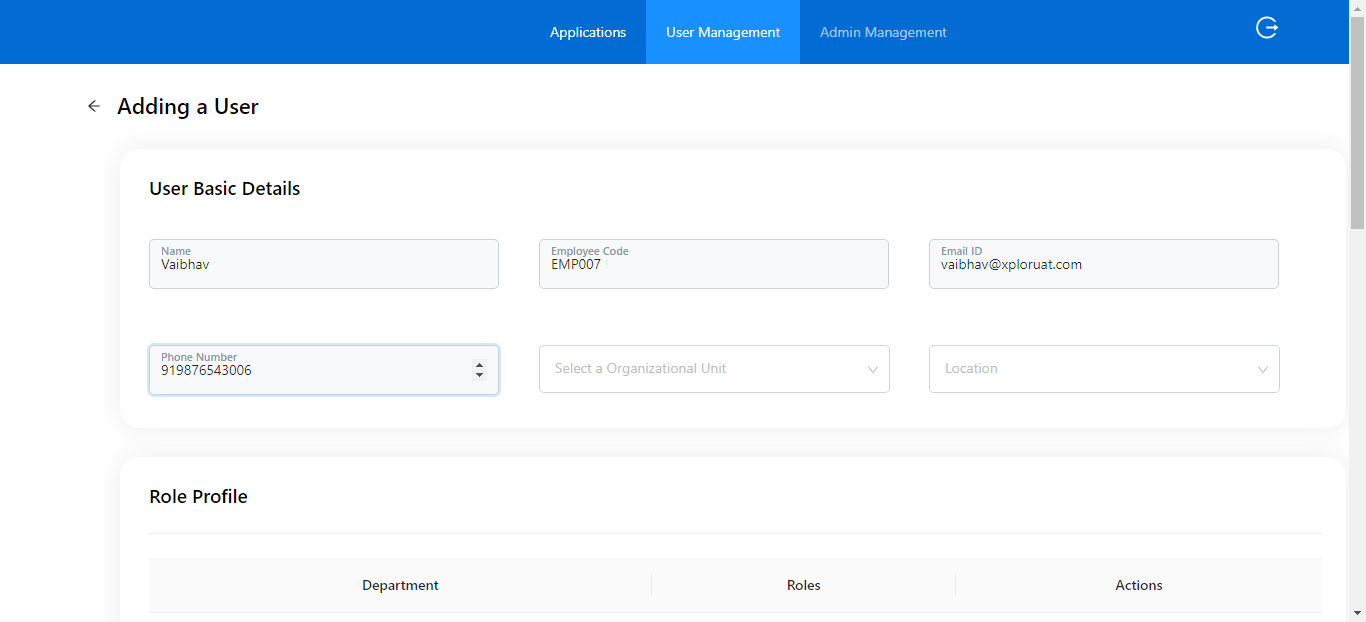 Applications User Management Admin Management
Adding a User
User Basic Details
Name Employee Code Email ID
Vaibhav EMP007 vaibhav@xploruat.com
Phone Number
919876543006 Select a Organizational Unit Location
Role Profile
Department Roles Actions